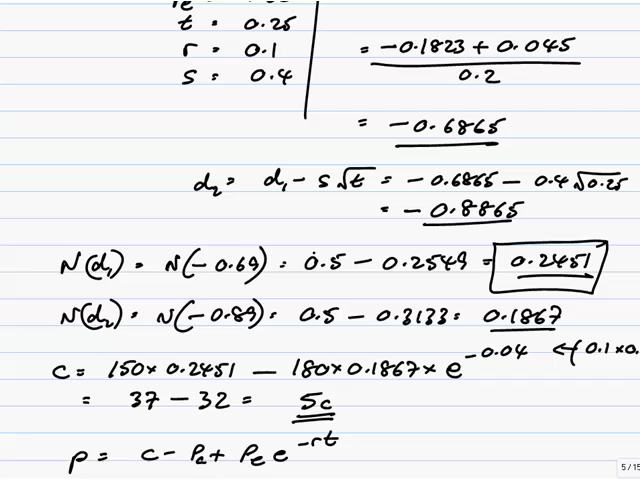 t = 0.25
r = 0.1
s = 0.4
= -0.1823 + 0.045
0.2
= -0.6865
d₂ = d₁ - s√t = -0.6865 - 0.4√0.25
= -0.8865
N(d₁) = N(-0.69) = 0.5 - 0.2549 = 0.2451
N(d₂) = N(-0.89) = 0.5 - 0.3133 = 0.1867
c = 150 × 0.2451 - 180 × 0.1867 × e^-0.04 ← (0.1×0.
= 37 - 32 = 5c
p = c - Pa + Pe e^-rt
5/15